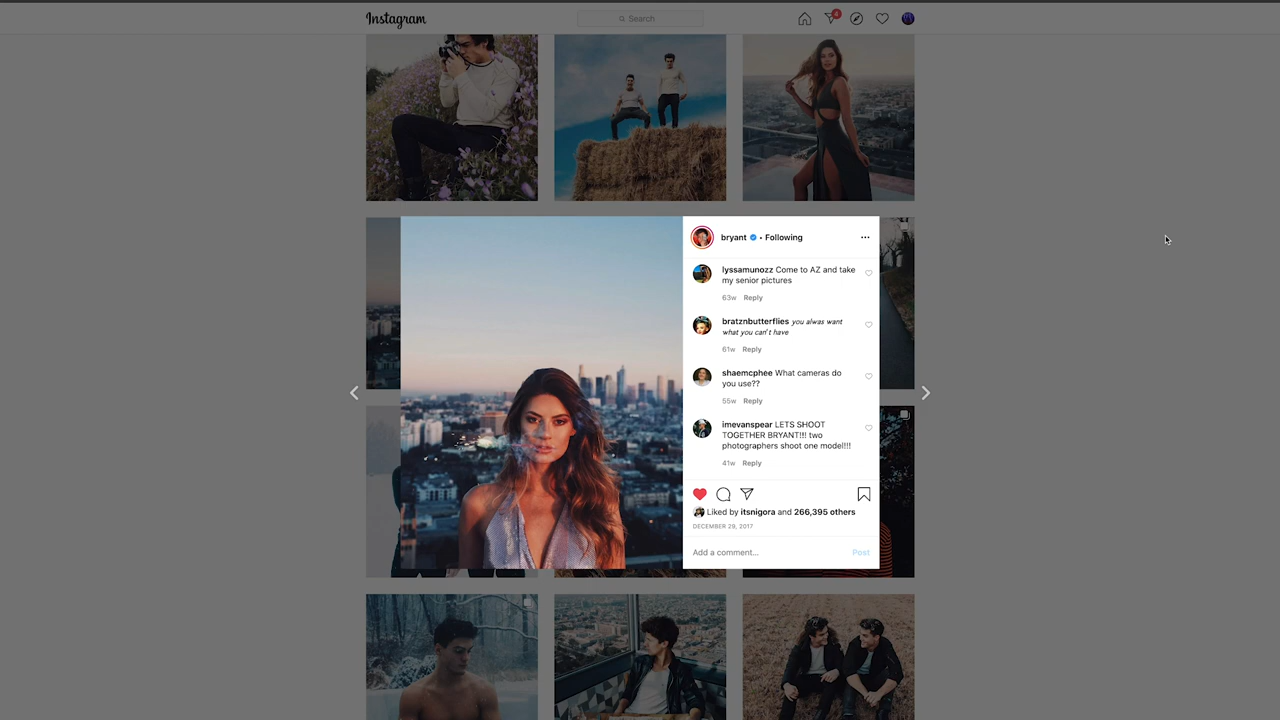 Instagram
Search
4
bryant • Following
lyssamunozz Come to AZ and take
my senior pictures
63w Reply
bratznbutterflies you alwas want
what you can't have
61w Reply
shaemcphee What cameras do
you use??
55w Reply
imevanspear LETS SHOOT
TOGETHER BRYANT!!! two
photographers shoot one model!!!
41w Reply
Liked by itsnigora and 266,395 others
DECEMBER 29, 2017
Add a comment... Post